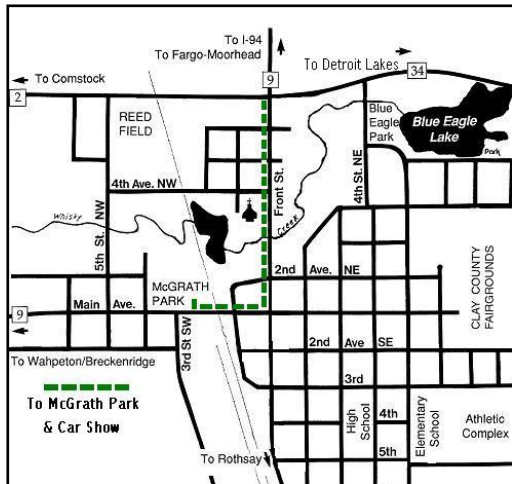 To I-94
To Fargo-Moorhead
To Detroit Lakes
To Comstock
9
34
2
REED
FIELD
Blue
Eagle
Park
Blue Eagle
Lake
Park
4th Ave. NW
Front St.
4th St. NE
Whisky
Creek
5th St. NW
2nd Ave. NE
McGRATH
PARK
Main Ave.
9
CLAY COUNTY
FAIRGROUNDS
3rd St SW
2nd Ave SE
To Wahpeton/Breckenridge
3rd
To McGrath Park
& Car Show
High
School
4th
Elementary
School
Athletic
Complex
5th
To Rothsay